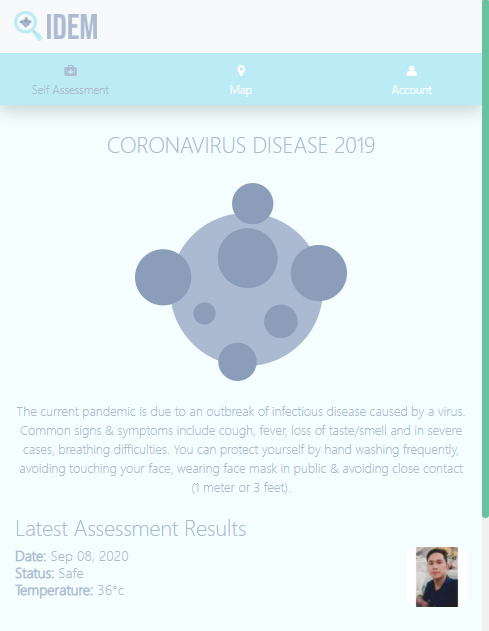 IDEM
Self Assessment
Map
Account
CORONAVIRUS DISEASE 2019
The current pandemic is due to an outbreak of infectious disease caused by a virus.
Common signs & symptoms include cough, fever, loss of taste/smell and in severe
cases, breathing difficulties. You can protect yourself by hand washing frequently,
avoiding touching your face, wearing face mask in public & avoiding close contact
(1 meter or 3 feet).
Latest Assessment Results
Date: Sep 08, 2020
Status: Safe
Temperature: 36°c